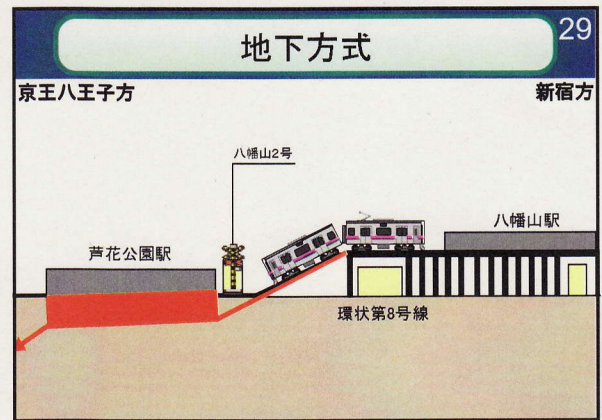 地下方式
29
京王八王子方
新宿方
八幡山2号
八幡山駅
芦花公園駅
環状第8号線